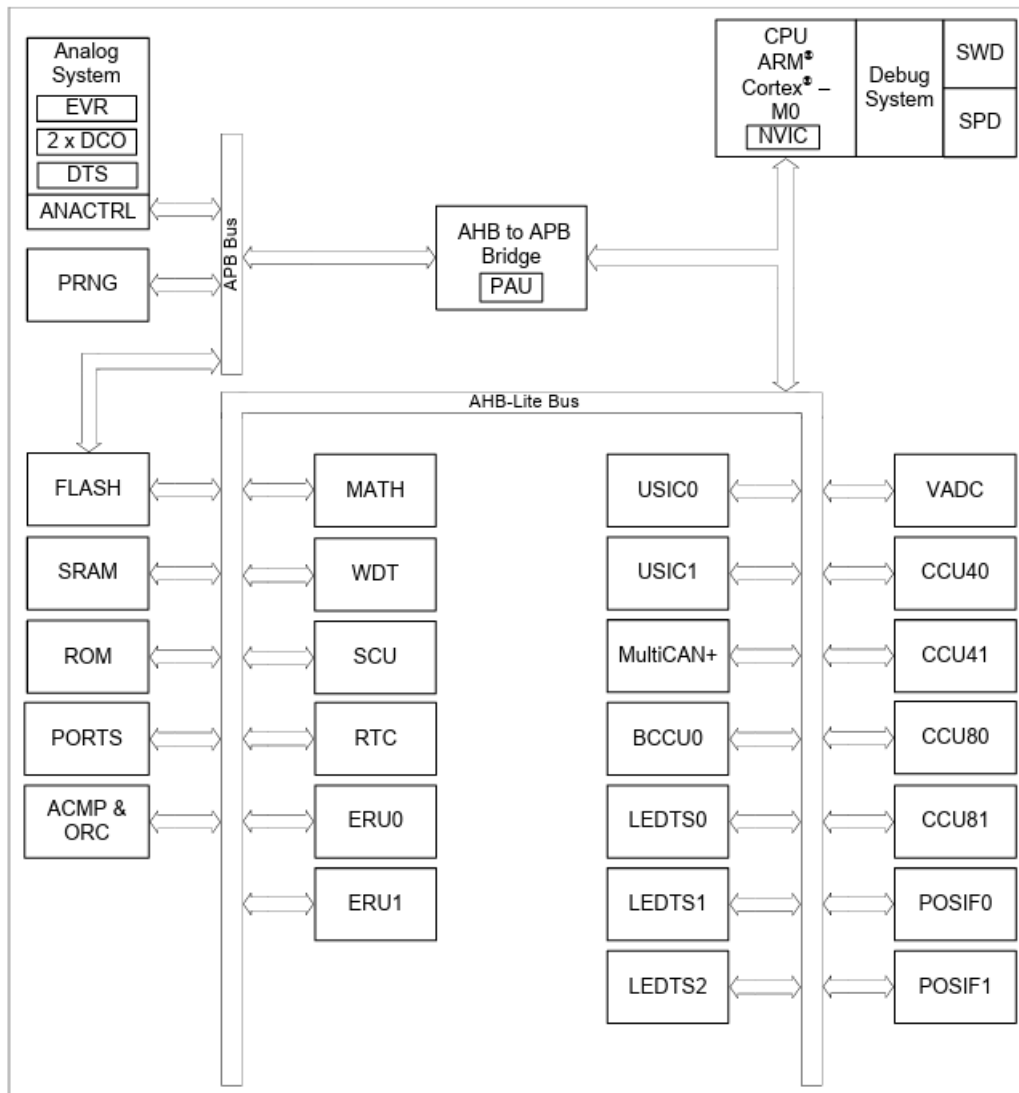 Analog
System
EVR
2 x DCO
DTS
ANACTRL
PRNG
APB Bus
AHB to APB
Bridge
PAU
CPU
ARM®
Cortex® –
M0
NVIC
Debug
System
SWD
SPD
AHB-Lite Bus
FLASH
SRAM
ROM
PORTS
ACMP &
ORC
MATH
WDT
SCU
RTC
ERU0
ERU1
USIC0
USIC1
MultiCAN+
BCCU0
LEDTS0
LEDTS1
LEDTS2
VADC
CCU40
CCU41
CCU80
CCU81
POSIF0
POSIF1